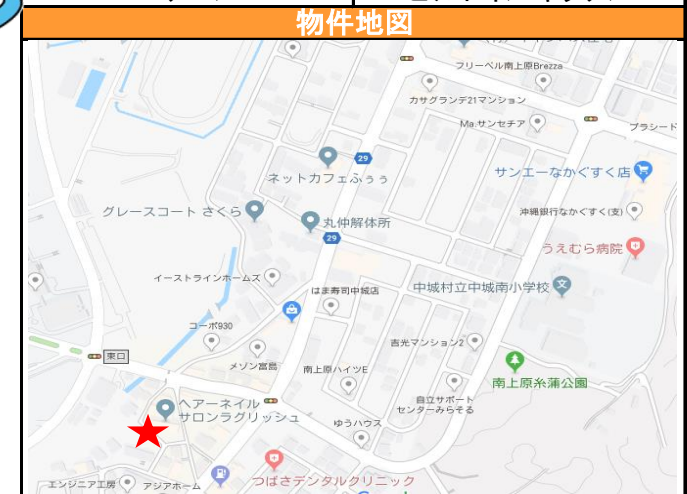 物件地図
フリーベル南上原Brezza
カサグランデ21マンション
Ma.サンセチア
プラシード
29
ネットカフェふぅぅ
サンエーなかぐすく店
グレースコート さくら
沖縄銀行なかぐすく(支)
丸仲解体所
29
うえむら病院
イーストラインホームズ
はま寿司中城店
中城村立中城南小学校
文
コーポ930
吉光マンション2
東口
メゾン冨島
南上原ハイツE
南上原糸蒲公園
自立サポート
センターみらそる
ヘアーネイル
サロンラグリッシュ
ゆうハウス
つばさデンタルクリニック
エンジニア工房
アジアホーム